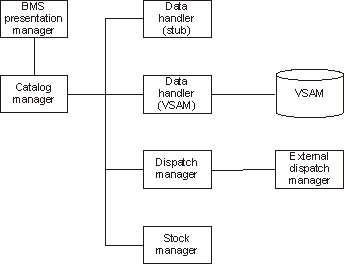 BMS
presentation
manager
Data
handler
(stub)
Catalog
manager
Data
handler
(VSAM)
VSAM
Dispatch
manager
External
dispatch
manager
Stock
manager